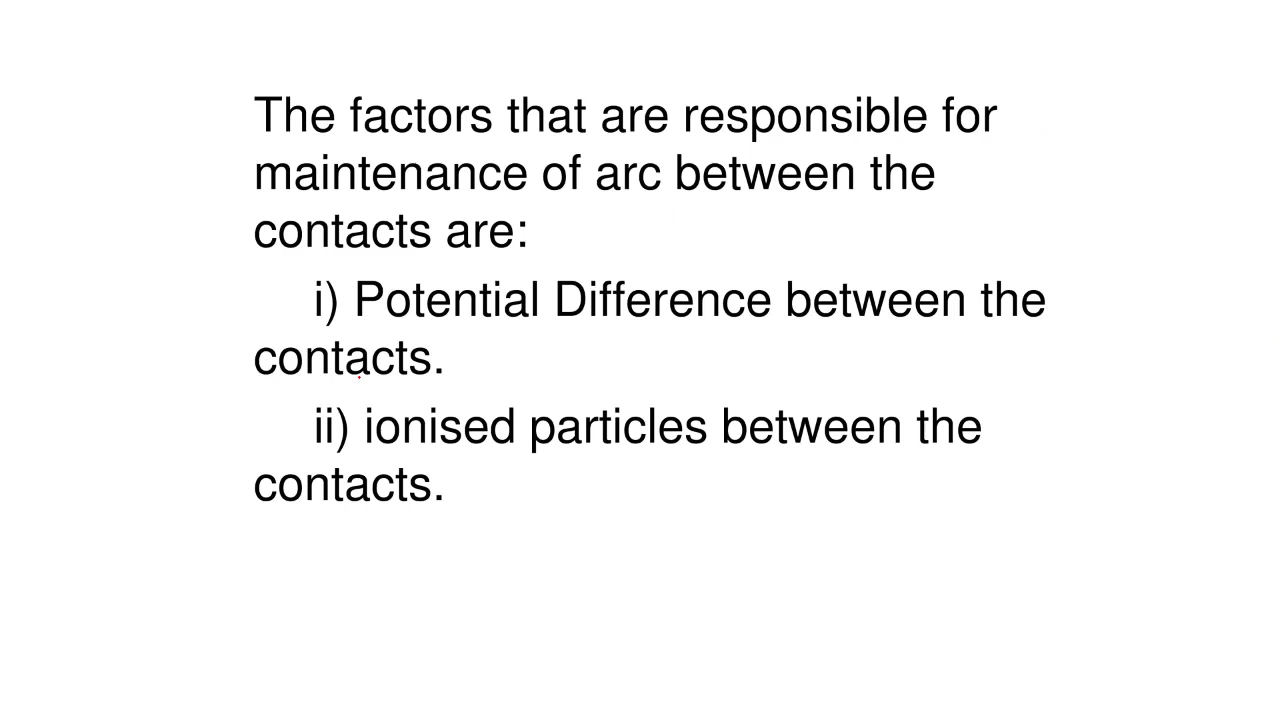 The factors that are responsible for
maintenance of arc between the
contacts are:
i) Potential Difference between the
contacts.
ii) ionised particles between the
contacts.